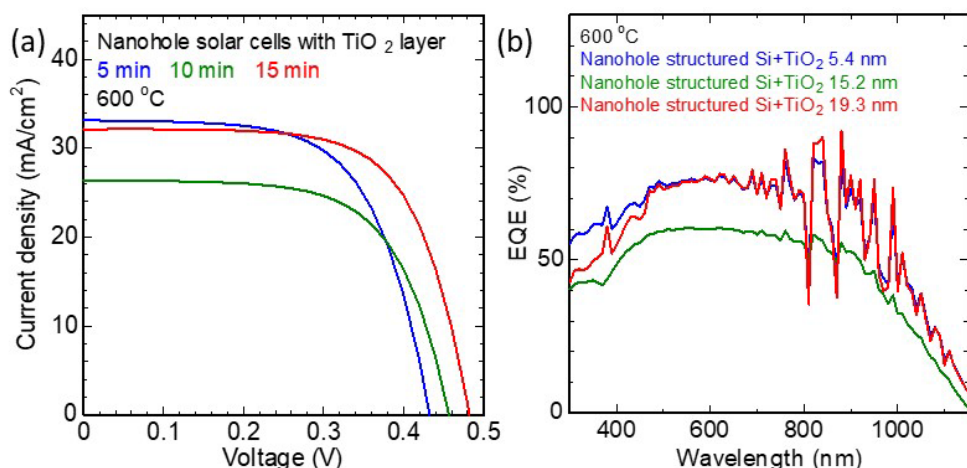 (a)
Nanohole solar cells with TiO₂ layer
5 min 10 min 15 min
600 °C
Current density (mA/cm²)
40
30
20
10
0
0 0.1 0.2 0.3 0.4 0.5
Voltage (V)
(b)
600 °C
Nanohole structured Si+TiO₂ 5.4 nm
Nanohole structured Si+TiO₂ 15.2 nm
Nanohole structured Si+TiO₂ 19.3 nm
EQE (%)
100
50
0
400 600 800 1000
Wavelength (nm)